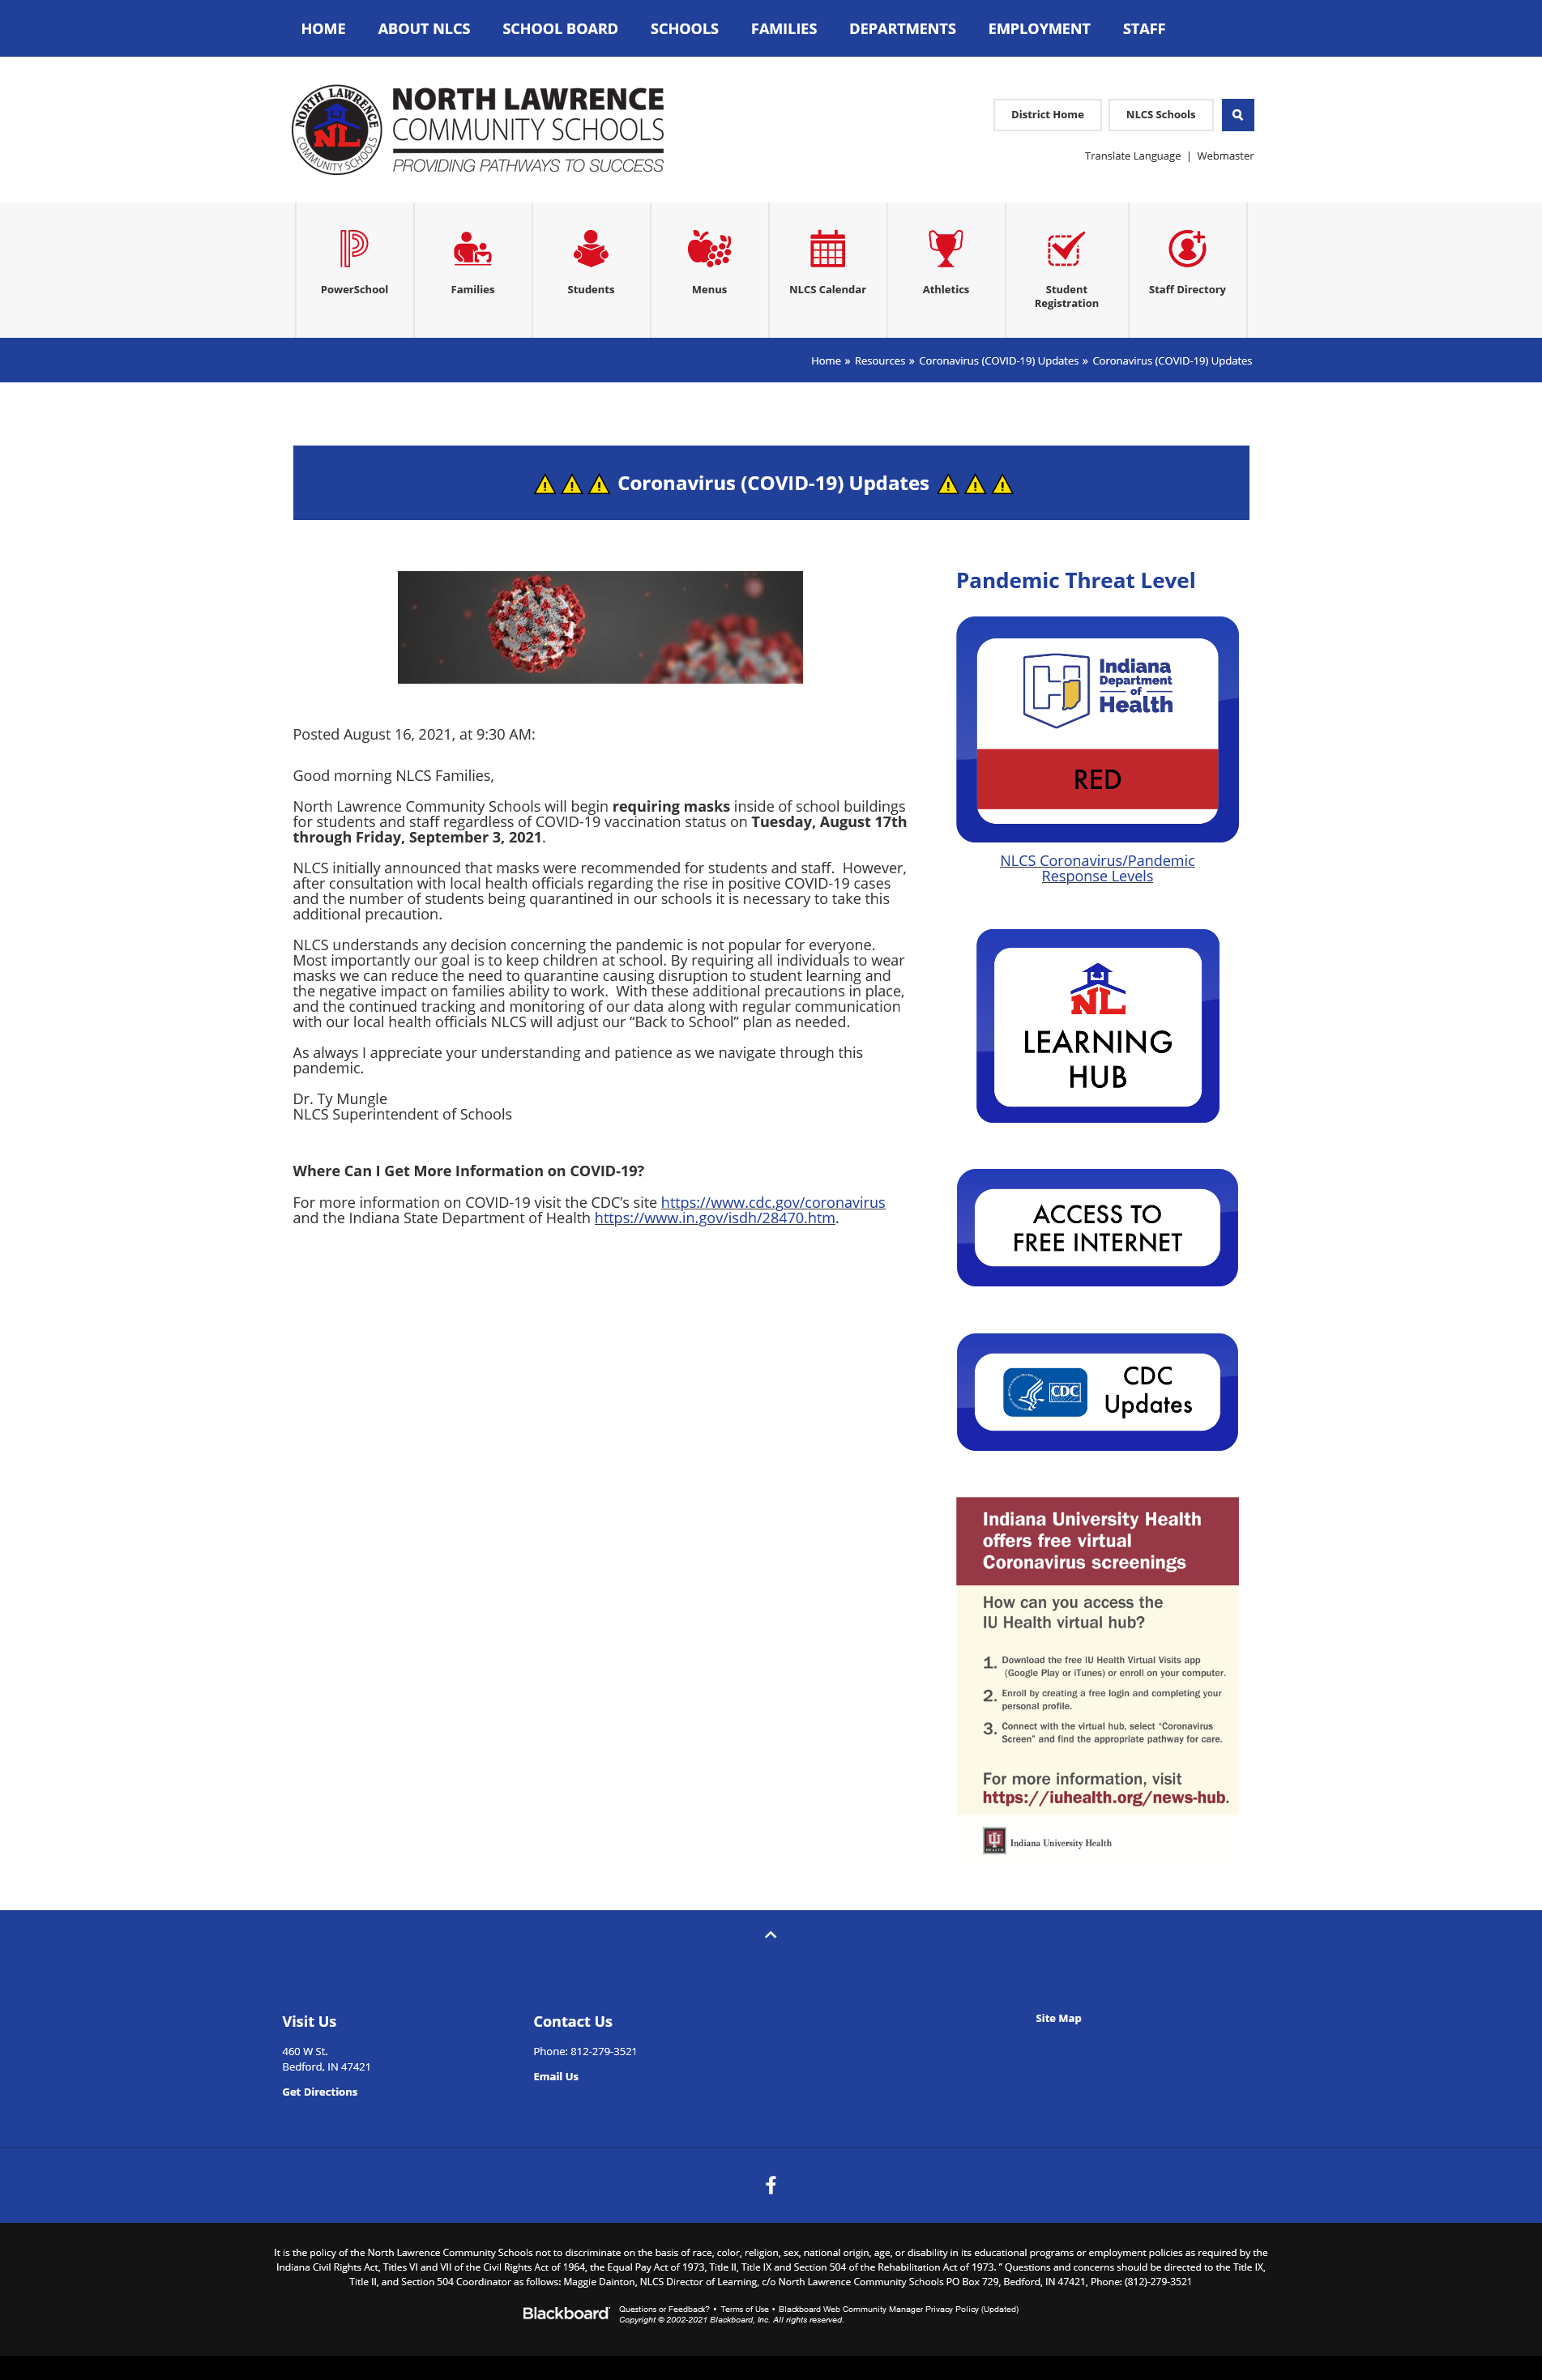 HOME ABOUT NLCS SCHOOL BOARD SCHOOLS FAMILIES DEPARTMENTS EMPLOYMENT STAFF
NORTH LAWRENCE
NL
COMMUNITY SCHOOLS
NORTH LAWRENCE
COMMUNITY SCHOOLS
PROVIDING PATHWAYS TO SUCCESS
District Home NLCS Schools
Translate Language | Webmaster
PowerSchool Families Students Menus NLCS Calendar Athletics Student
Registration Staff Directory
Home » Resources » Coronavirus (COVID-19) Updates » Coronavirus (COVID-19) Updates
Coronavirus (COVID-19) Updates
Posted August 16, 2021, at 9:30 AM:
Good morning NLCS Families,
North Lawrence Community Schools will begin requiring masks inside of school buildings
for students and staff regardless of COVID-19 vaccination status on Tuesday, August 17th
through Friday, September 3, 2021.
NLCS initially announced that masks were recommended for students and staff.  However,
after consultation with local health officials regarding the rise in positive COVID-19 cases
and the number of students being quarantined in our schools it is necessary to take this
additional precaution.
NLCS understands any decision concerning the pandemic is not popular for everyone.
Most importantly our goal is to keep children at school. By requiring all individuals to wear
masks we can reduce the need to quarantine causing disruption to student learning and
the negative impact on families ability to work.  With these additional precautions in place,
and the continued tracking and monitoring of our data along with regular communication
with our local health officials NLCS will adjust our “Back to School” plan as needed.
As always I appreciate your understanding and patience as we navigate through this
pandemic.
Dr. Ty Mungle
NLCS Superintendent of Schools
Where Can I Get More Information on COVID-19?
For more information on COVID-19 visit the CDC’s site https://www.cdc.gov/coronavirus
and the Indiana State Department of Health https://www.in.gov/isdh/28470.htm.
Pandemic Threat Level
Indiana
Department
of
Health
RED
NLCS Coronavirus/Pandemic
Response Levels
NL
LEARNING
HUB
ACCESS TO
FREE INTERNET
CDC
CDC
Updates
Indiana University Health
offers free virtual
Coronavirus screenings
How can you access the
IU Health virtual hub?
1. Download the free IU Health Virtual Visits app
(Google Play or iTunes) or enroll on your computer.
2. Enroll by creating a free login and completing your
personal profile.
3. Connect with the virtual hub, select “Coronavirus
Screen” and find the appropriate pathway for care.
For more information, visit
https://iuhealth.org/news-hub.
HEALTH
Indiana University Health
Visit Us
460 W St.
Bedford, IN 47421
Get Directions
Contact Us
Phone: 812-279-3521
Email Us
Site Map
It is the policy of the North Lawrence Community Schools not to discriminate on the basis of race, color, religion, sex, national origin, age, or disability in its educational programs or employment policies as required by the
Indiana Civil Rights Act, Titles VI and VII of the Civil Rights Act of 1964, the Equal Pay Act of 1973, Title II, Title IX and Section 504 of the Rehabilitation Act of 1973. " Questions and concerns should be directed to the Title IX,
Title II, and Section 504 Coordinator as follows: Maggie Dainton, NLCS Director of Learning, c/o North Lawrence Community Schools PO Box 729, Bedford, IN 47421, Phone: (812)-279-3521
Blackboard
Questions or Feedback? • Terms of Use • Blackboard Web Community Manager Privacy Policy (Updated)
Copyright © 2002-2021 Blackboard, Inc. All rights reserved.